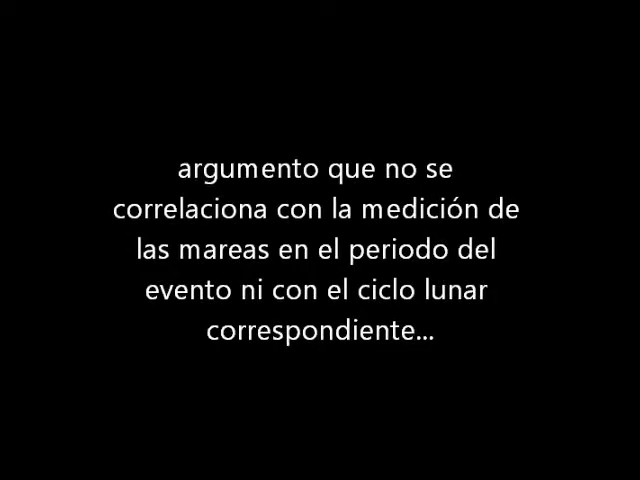 argumento que no se
correlaciona con la medición de
las mareas en el periodo del
evento ni con el ciclo lunar
correspondiente...